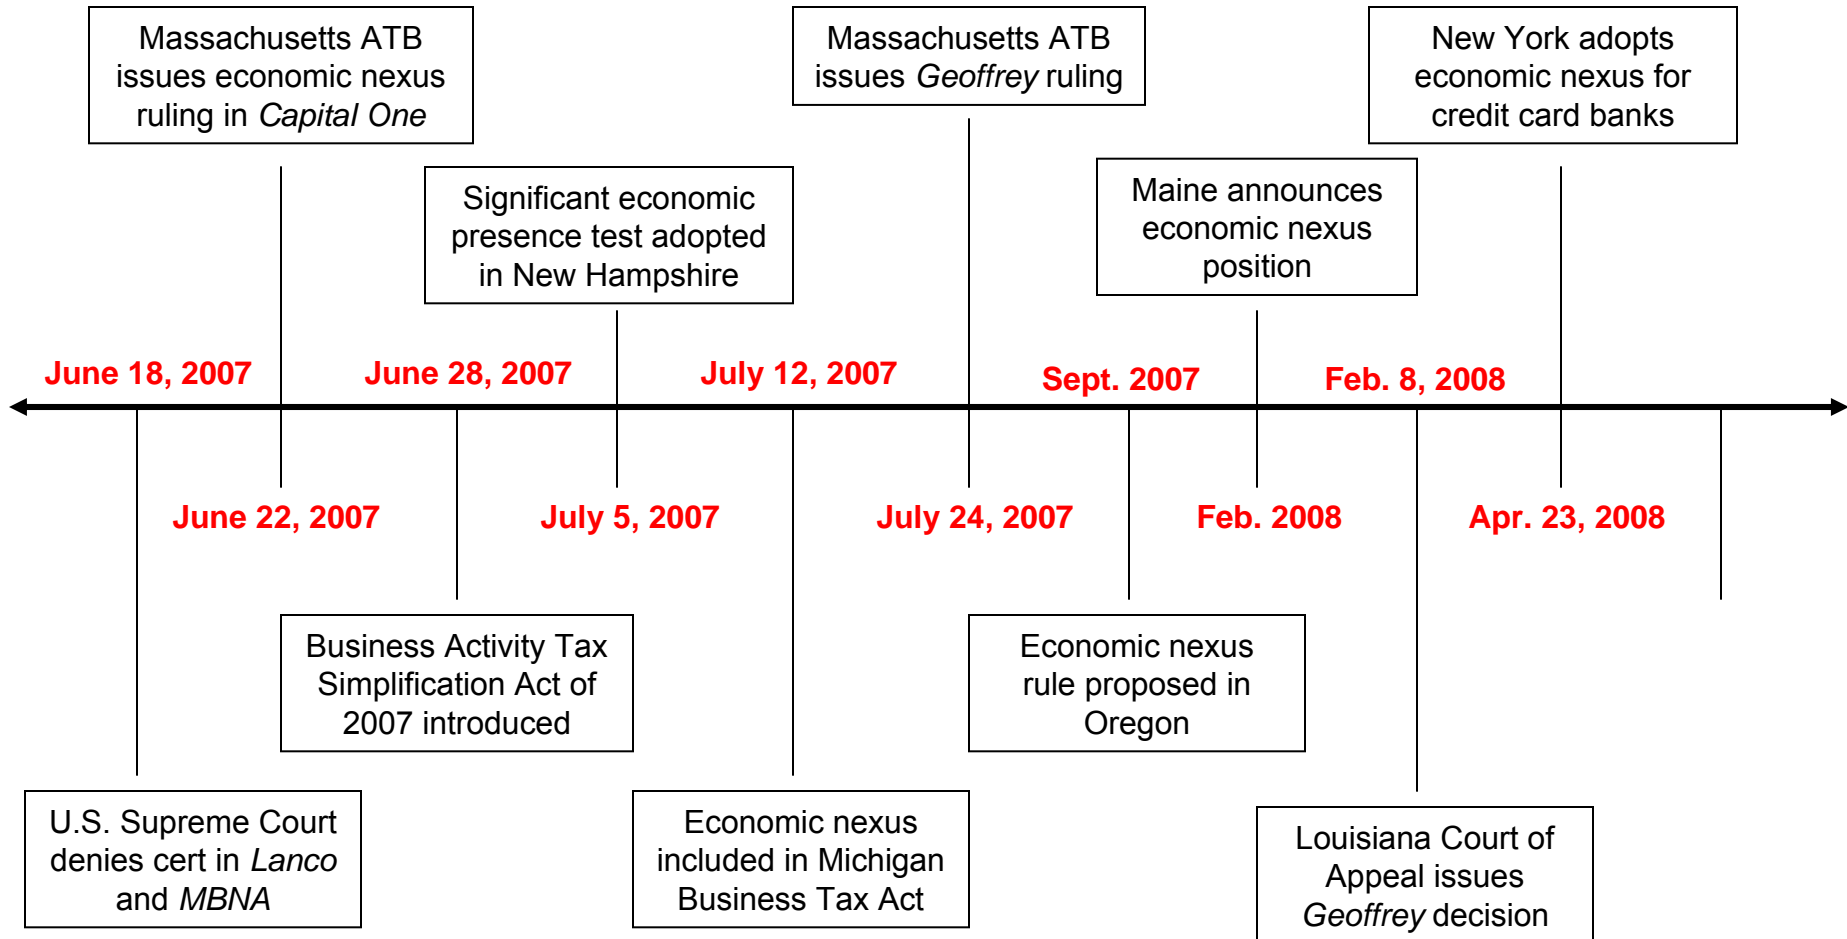 Massachusetts ATB
issues economic nexus
ruling in Capital One
Massachusetts ATB
issues Geoffrey ruling
New York adopts
economic nexus for
credit card banks
Significant economic
presence test adopted
in New Hampshire
Maine announces
economic nexus
position
June 18, 2007
June 28, 2007
July 12, 2007
Sept. 2007
Feb. 8, 2008
June 22, 2007
July 5, 2007
July 24, 2007
Feb. 2008
Apr. 23, 2008
Business Activity Tax
Simplification Act of
2007 introduced
Economic nexus
rule proposed in
Oregon
U.S. Supreme Court
denies cert in Lanco
and MBNA
Economic nexus
included in Michigan
Business Tax Act
Louisiana Court of
Appeal issues
Geoffrey decision